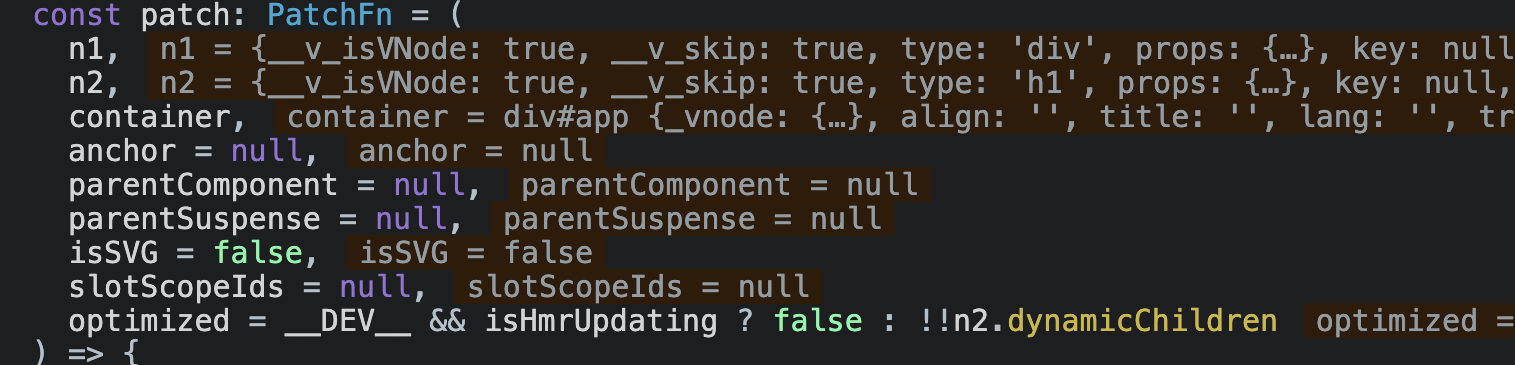 const patch: PatchFn = (
n1, n1 = {__v_isVNode: true, __v_skip: true, type: 'div', props: {…}, key: null
n2, n2 = {__v_isVNode: true, __v_skip: true, type: 'h1', props: {…}, key: null,
container, container = div#app {_vnode: {…}, align: '', title: '', lang: '', tr
anchor = null, anchor = null
parentComponent = null, parentComponent = null
parentSuspense = null, parentSuspense = null
isSVG = false, isSVG = false
slotScopeIds = null, slotScopeIds = null
optimized = __DEV__ && isHmrUpdating ? false : !!n2.dynamicChildren optimized =
) => {